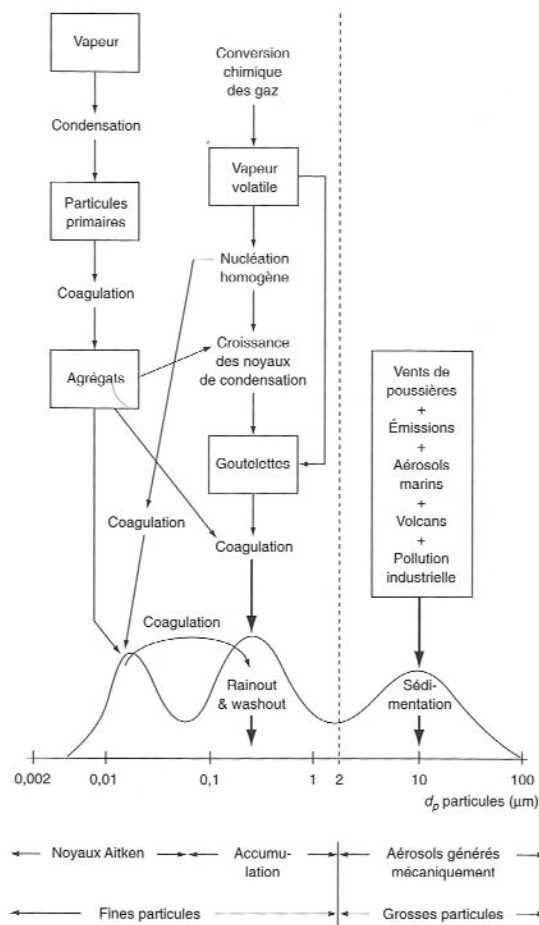 Vapeur
Condensation
Particules
primaires
Coagulation
Agrégats
Conversion
chimique
des gaz
Vapeur
volatile
Nucléation
homogène
Croissance
des noyaux
de condensation
Goutelettes
Coagulation
Coagulation
Coagulation
Rainout
& washout
Vents de
poussières
+
Émissions
+
Aérosols
marins
+
Volcans
+
Pollution
industrielle
Sédi-
mentation
0,002 0,01 0,1 1 2 10 100
dp particules (µm)
Noyaux Aitken
Accumu-
lation
Aérosols générés
mécaniquement
Fines particules
Grosses particules